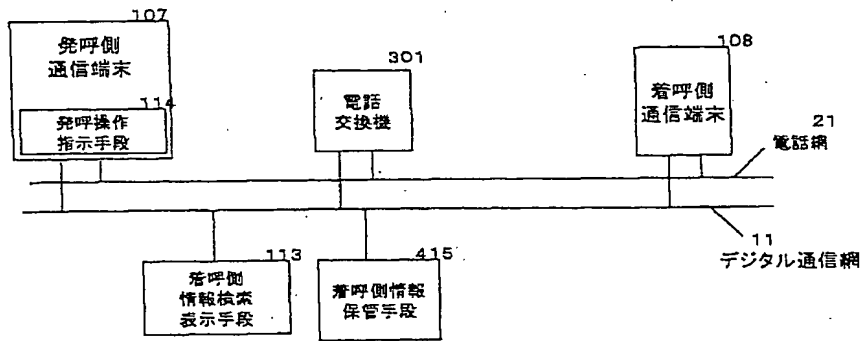 107
発呼側
通信端末
114
発呼操作
指示手段
301
電話
交換機
108
着呼側
通信端末
21
電話網
11
デジタル通信網
113
着呼側
情報検索
表示手段
415
着呼側情報
保管手段